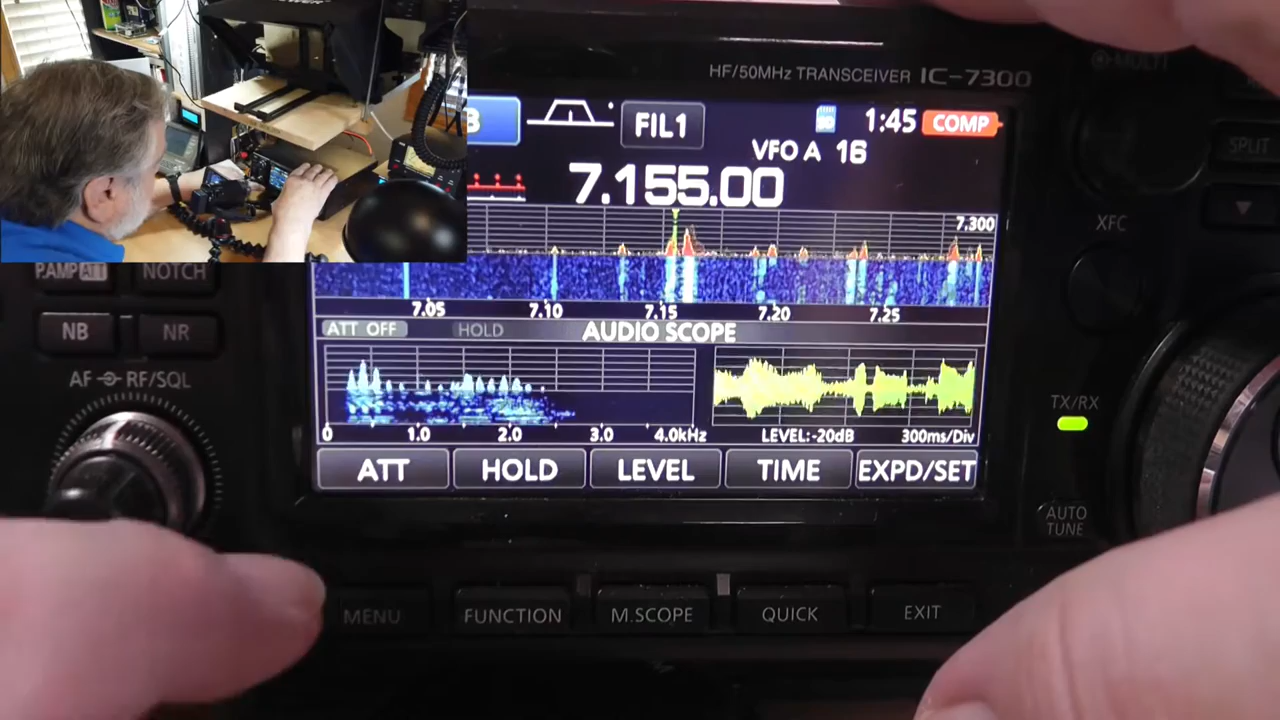 HF/50MHz TRANSCEIVER IC-7300
MULTI
FIL1
1:45 COMP
VFO A 16
7.155.00
SPLIT
7.300
XFC
P.AMP ATT NOTCH
7.05 7.10 7.15 7.20 7.25
NB NR
ATT OFF HOLD AUDIO SCOPE
AF RF/SQL
TX/RX
0 1.0 2.0 3.0 4.0kHz LEVEL:-20dB 300ms/Div
ATT HOLD LEVEL TIME EXPD/SET
AUTO
TUNE
MENU FUNCTION M.SCOPE QUICK EXIT